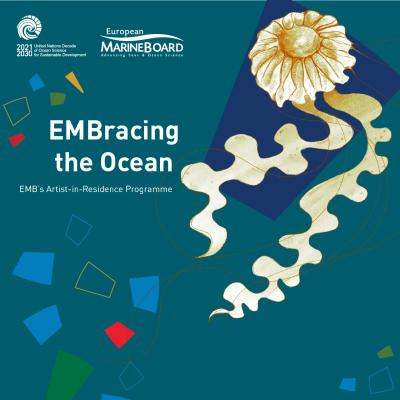 2021
2030
United Nations Decade
of Ocean Science
for Sustainable Development
European
MARINEBOARD
Advancing Seas & Ocean Science
EMBracing
the Ocean
EMB's Artist-in-Residence Programme